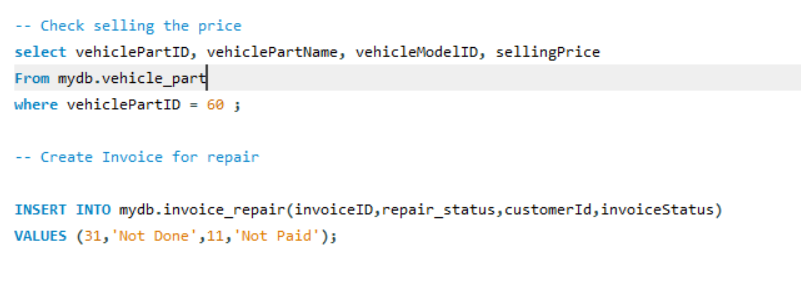 -- Check selling the price
select vehiclePartID, vehiclePartName, vehicleModelID, sellingPrice
From mydb.vehicle_part
where vehiclePartID = 60 ;
-- Create Invoice for repair
INSERT INTO mydb.invoice_repair(invoiceID,repair_status,customerId,invoiceStatus)
VALUES (31,'Not Done',11,'Not Paid');